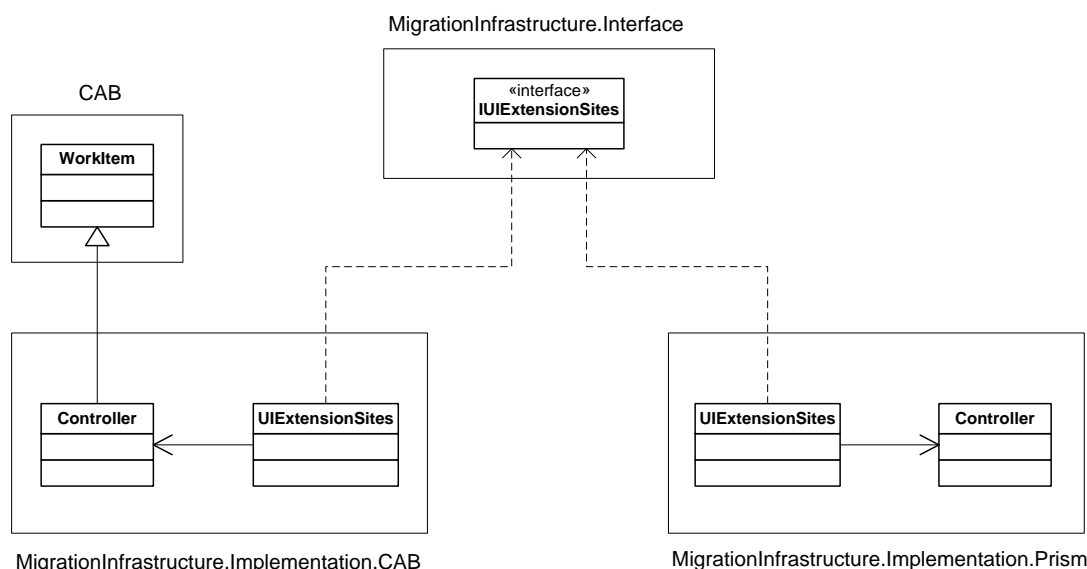 MigrationInfrastructure.Interface
«interface»
IUIExtensionSites
CAB
WorkItem
Controller
UIExtensionSites
UIExtensionSites
Controller
MigrationInfrastructure.Implementation.CAB
MigrationInfrastructure.Implementation.Prism